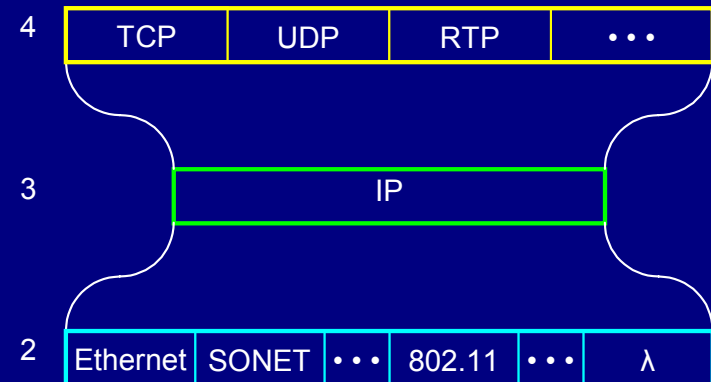 4 TCP UDP RTP • • •
3 IP
2 Ethernet SONET • • • 802.11 • • • λ